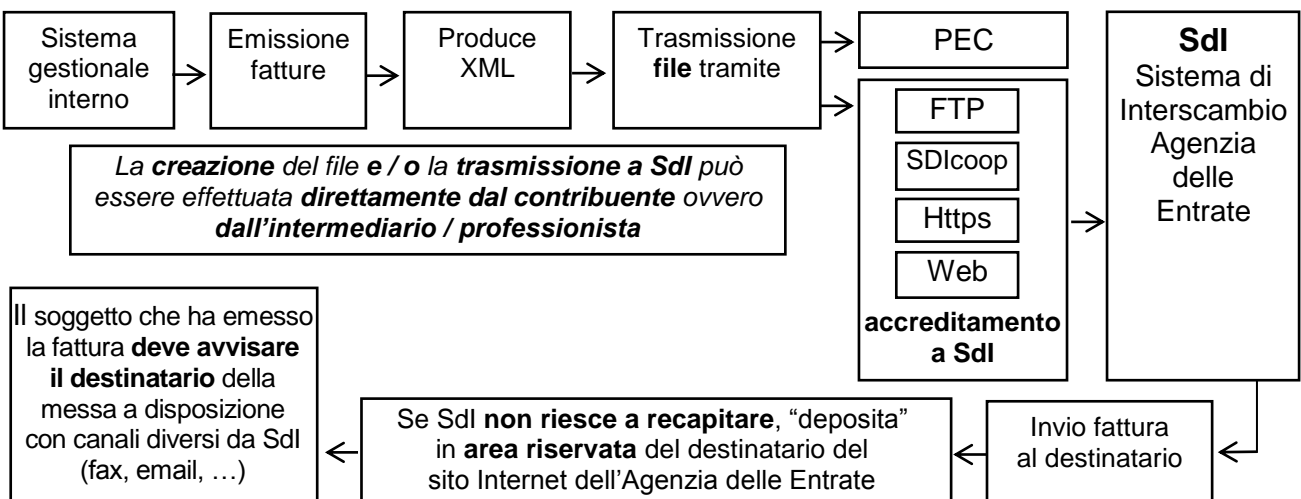 Sistema
gestionale
interno
Emissione
fatture
Produce
XML
Trasmissione
file tramite
PEC
FTP
SDIcoop
Https
Web
accreditamento
a SdI
SdI
Sistema di
Interscambio
Agenzia
delle
Entrate
La creazione del file e / o la trasmissione a SdI può
essere effettuata direttamente dal contribuente ovvero
dall’intermediario / professionista
Invio fattura
al destinatario
Se SdI non riesce a recapitare, “deposita”
in area riservata del destinatario del
sito Internet dell’Agenzia delle Entrate
Il soggetto che ha emesso
la fattura deve avvisare
il destinatario della
messa a disposizione
con canali diversi da SdI
(fax, email, …)